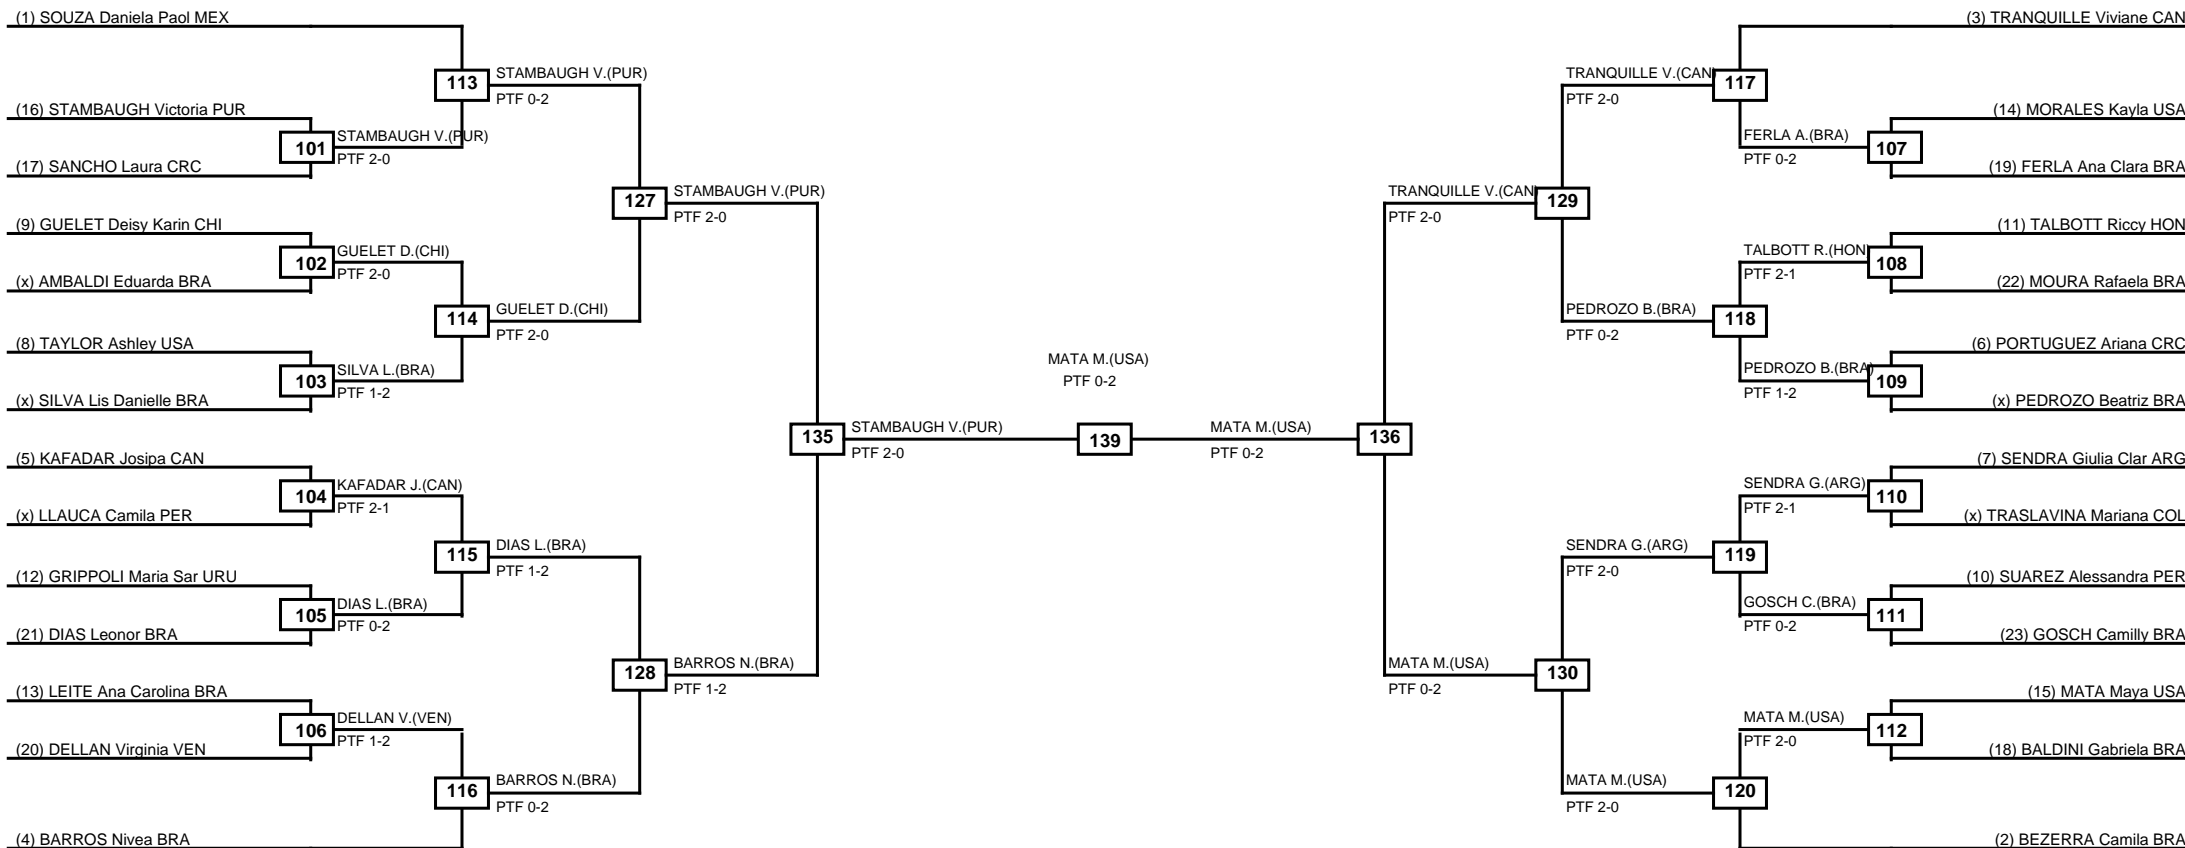 (1) SOUZA Daniela Paol MEX
(16) STAMBAUGH Victoria PUR
(17) SANCHO Laura CRC
(9) GUELET Deisy Karin CHI
(x) AMBALDI Eduarda BRA
(8) TAYLOR Ashley USA
(x) SILVA Lis Danielle BRA
(5) KAFADAR Josipa CAN
(x) LLAUCA Camila PER
(12) GRIPPOLI Maria Sar URU
(21) DIAS Leonor BRA
(13) LEITE Ana Carolina BRA
(20) DELLAN Virginia VEN
(4) BARROS Nivea BRA
101
STAMBAUGH V.(PUR)
PTF 2-0
102
GUELET D.(CHI)
PTF 2-0
103
SILVA L.(BRA)
PTF 1-2
104
KAFADAR J.(CAN)
PTF 2-1
105
DIAS L.(BRA)
PTF 0-2
106
DELLAN V.(VEN)
PTF 1-2
113
STAMBAUGH V.(PUR)
PTF 0-2
114
GUELET D.(CHI)
PTF 2-0
115
DIAS L.(BRA)
PTF 1-2
116
BARROS N.(BRA)
PTF 0-2
127
STAMBAUGH V.(PUR)
PTF 2-0
128
BARROS N.(BRA)
PTF 1-2
135
STAMBAUGH V.(PUR)
PTF 2-0
MATA M.(USA)
PTF 0-2
139
MATA M.(USA)
PTF 0-2
136
TRANQUILLE V.(CAN)
PTF 2-0
129
MATA M.(USA)
PTF 0-2
130
TRANQUILLE V.(CAN)
PTF 2-0
117
PEDROZO B.(BRA)
PTF 0-2
118
SENDRA G.(ARG)
PTF 2-0
119
MATA M.(USA)
PTF 2-0
120
FERLA A.(BRA)
PTF 0-2
107
TALBOTT R.(HON)
PTF 2-1
108
PEDROZO B.(BRA)
PTF 1-2
109
SENDRA G.(ARG)
PTF 2-1
110
GOSCH C.(BRA)
PTF 0-2
111
MATA M.(USA)
PTF 2-0
112
(3) TRANQUILLE Viviane CAN
(14) MORALES Kayla USA
(19) FERLA Ana Clara BRA
(11) TALBOTT Riccy HON
(22) MOURA Rafaela BRA
(6) PORTUGUEZ Ariana CRC
(x) PEDROZO Beatriz BRA
(7) SENDRA Giulia Clar ARG
(x) TRASLAVINA Mariana COL
(10) SUAREZ Alessandra PER
(23) GOSCH Camilly BRA
(15) MATA Maya USA
(18) BALDINI Gabriela BRA
(2) BEZERRA Camila BRA